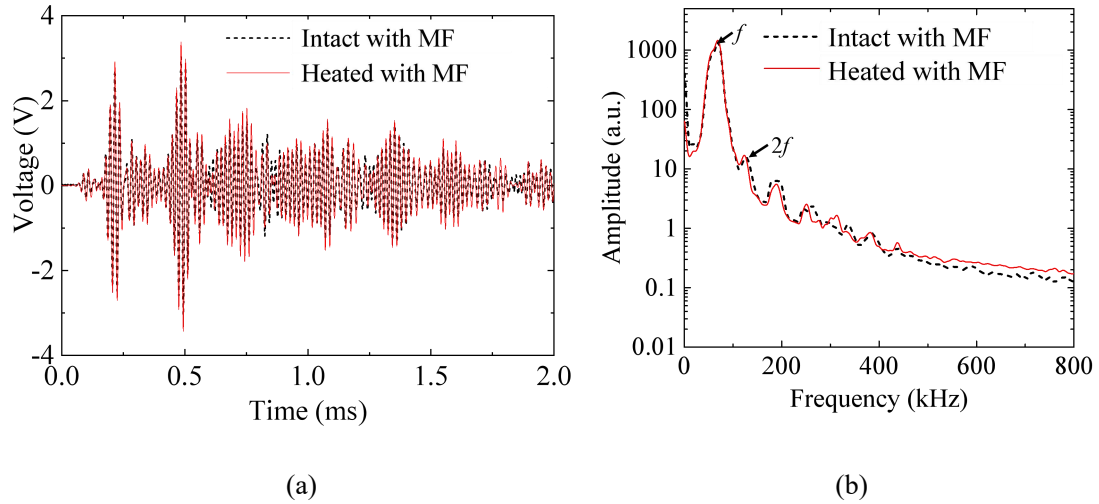 4
2
0
-2
-4
Voltage (V)
Intact with MF
Heated with MF
0.0 0.5 1.0 1.5 2.0
Time (ms)
(a)
1000
100
10
1
0.1
0.01
Amplitude (a.u.)
f
Intact with MF
Heated with MF
2f
0 200 400 600 800
Frequency (kHz)
(b)